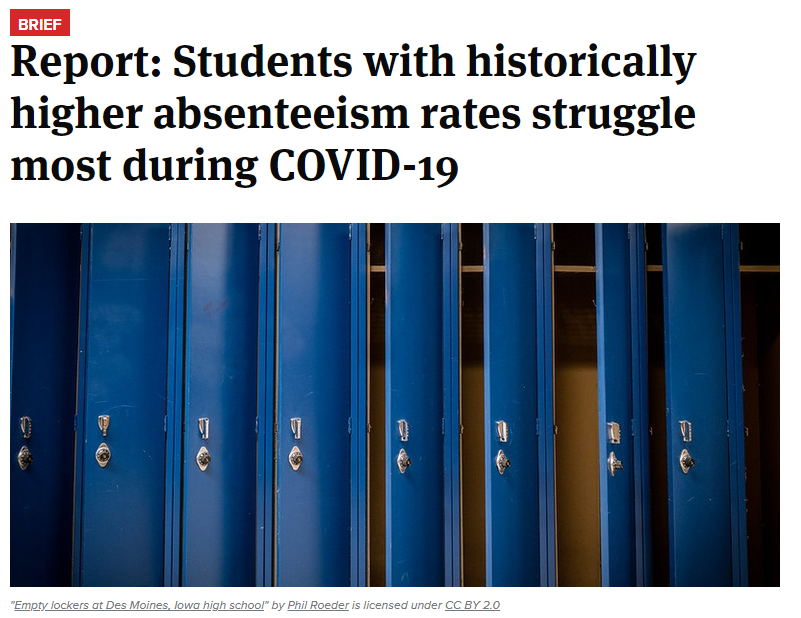 BRIEF
Report: Students with historically
higher absenteeism rates struggle
most during COVID-19
"Empty lockers at Des Moines, Iowa high school" by Phil Roeder is licensed under CC BY 2.0